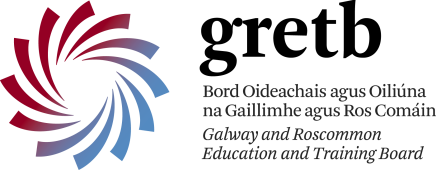 gretb
Bord Oideachais agus Oiliúna
na Gaillimhe agus Ros Comáin
Galway and Roscommon
Education and Training Board